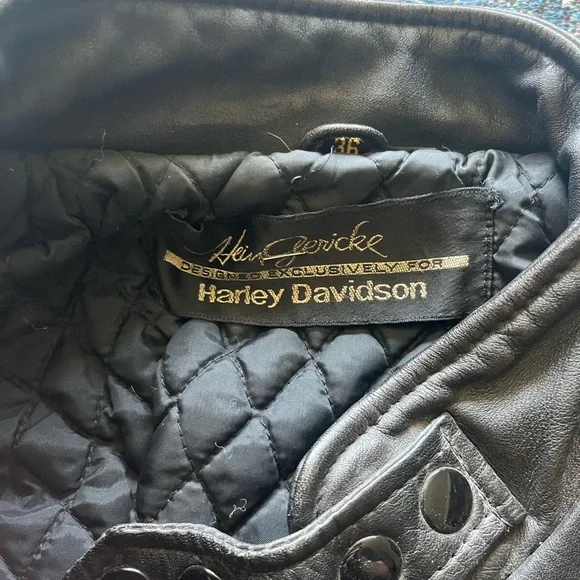 36
Hein Gericke
DESIGNED EXCLUSIVELY FOR
Harley Davidson